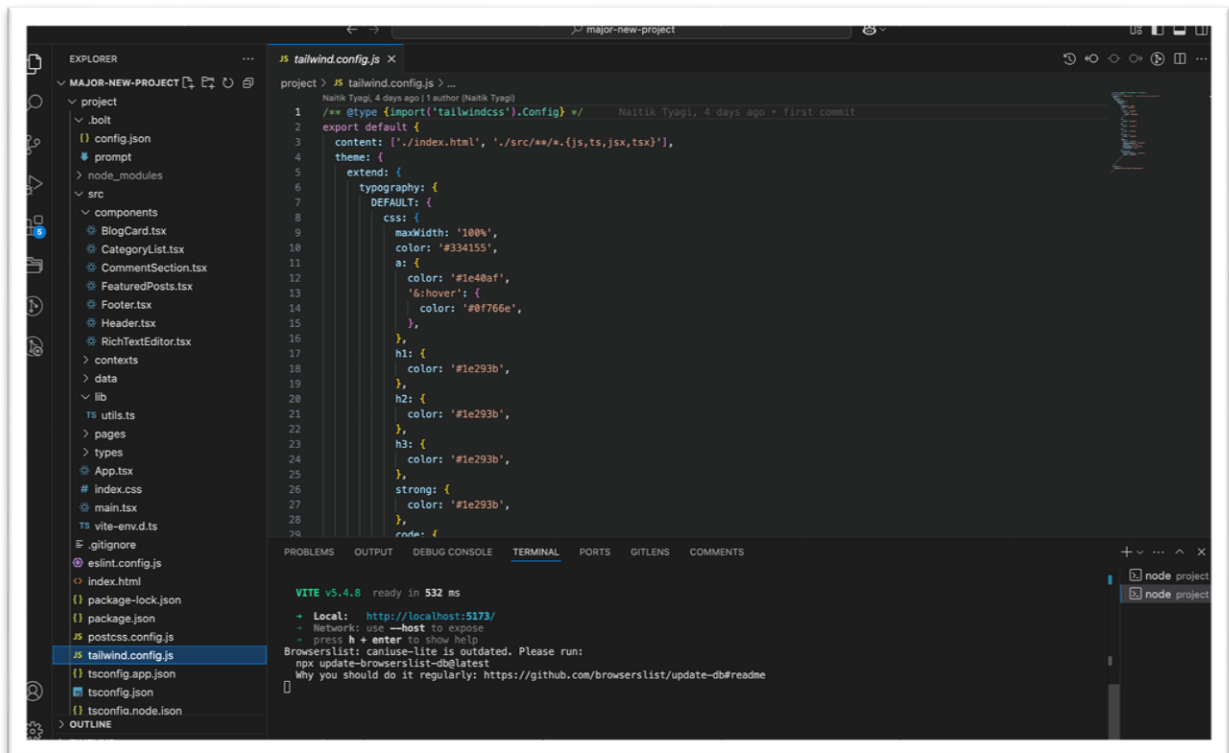 major-new-project
EXPLORER
MAJOR-NEW-PROJECT
project
.bolt
{} config.json
prompt
node_modules
src
components
BlogCard.tsx
CategoryList.tsx
CommentSection.tsx
FeaturedPosts.tsx
Footer.tsx
Header.tsx
RichTextEditor.tsx
contexts
data
lib
TS utils.ts
pages
types
App.tsx
# index.css
main.tsx
TS vite-env.d.ts
.gitignore
eslint.config.js
<> index.html
{} package-lock.json
{} package.json
JS postcss.config.js
JS tailwind.config.js
{} tsconfig.app.json
tsconfig.json
{} tsconfig.node.json
OUTLINE
5
JS tailwind.config.js
project > JS tailwind.config.js > ...
Naitik Tyagi, 4 days ago | 1 author (Naitik Tyagi)
1 /** @type {import('tailwindcss').Config} */ Naitik Tyagi, 4 days ago • first commit
2 export default {
3 content: ['./index.html', './src/**/*.{js,ts,jsx,tsx}'],
4 theme: {
5 extend: {
6 typography: {
7 DEFAULT: {
8 css: {
9 maxWidth: '100%',
10 color: '#334155',
11 a: {
12 color: '#1e40af',
13 '&:hover': {
14 color: '#0f766e',
15 },
16 },
17 h1: {
18 color: '#1e293b',
19 },
20 h2: {
21 color: '#1e293b',
22 },
23 h3: {
24 color: '#1e293b',
25 },
26 strong: {
27 color: '#1e293b',
28 },
29 code: {
PROBLEMS OUTPUT DEBUG CONSOLE TERMINAL PORTS GITLENS COMMENTS
VITE v5.4.8 ready in 532 ms
➜ Local: http://localhost:5173/
➜ Network: use --host to expose
➜ press h + enter to show help
Browserslist: caniuse-lite is outdated. Please run:
npx update-browserslist-db@latest
Why you should do it regularly: https://github.com/browserslist/update-db#readme
node project
node project